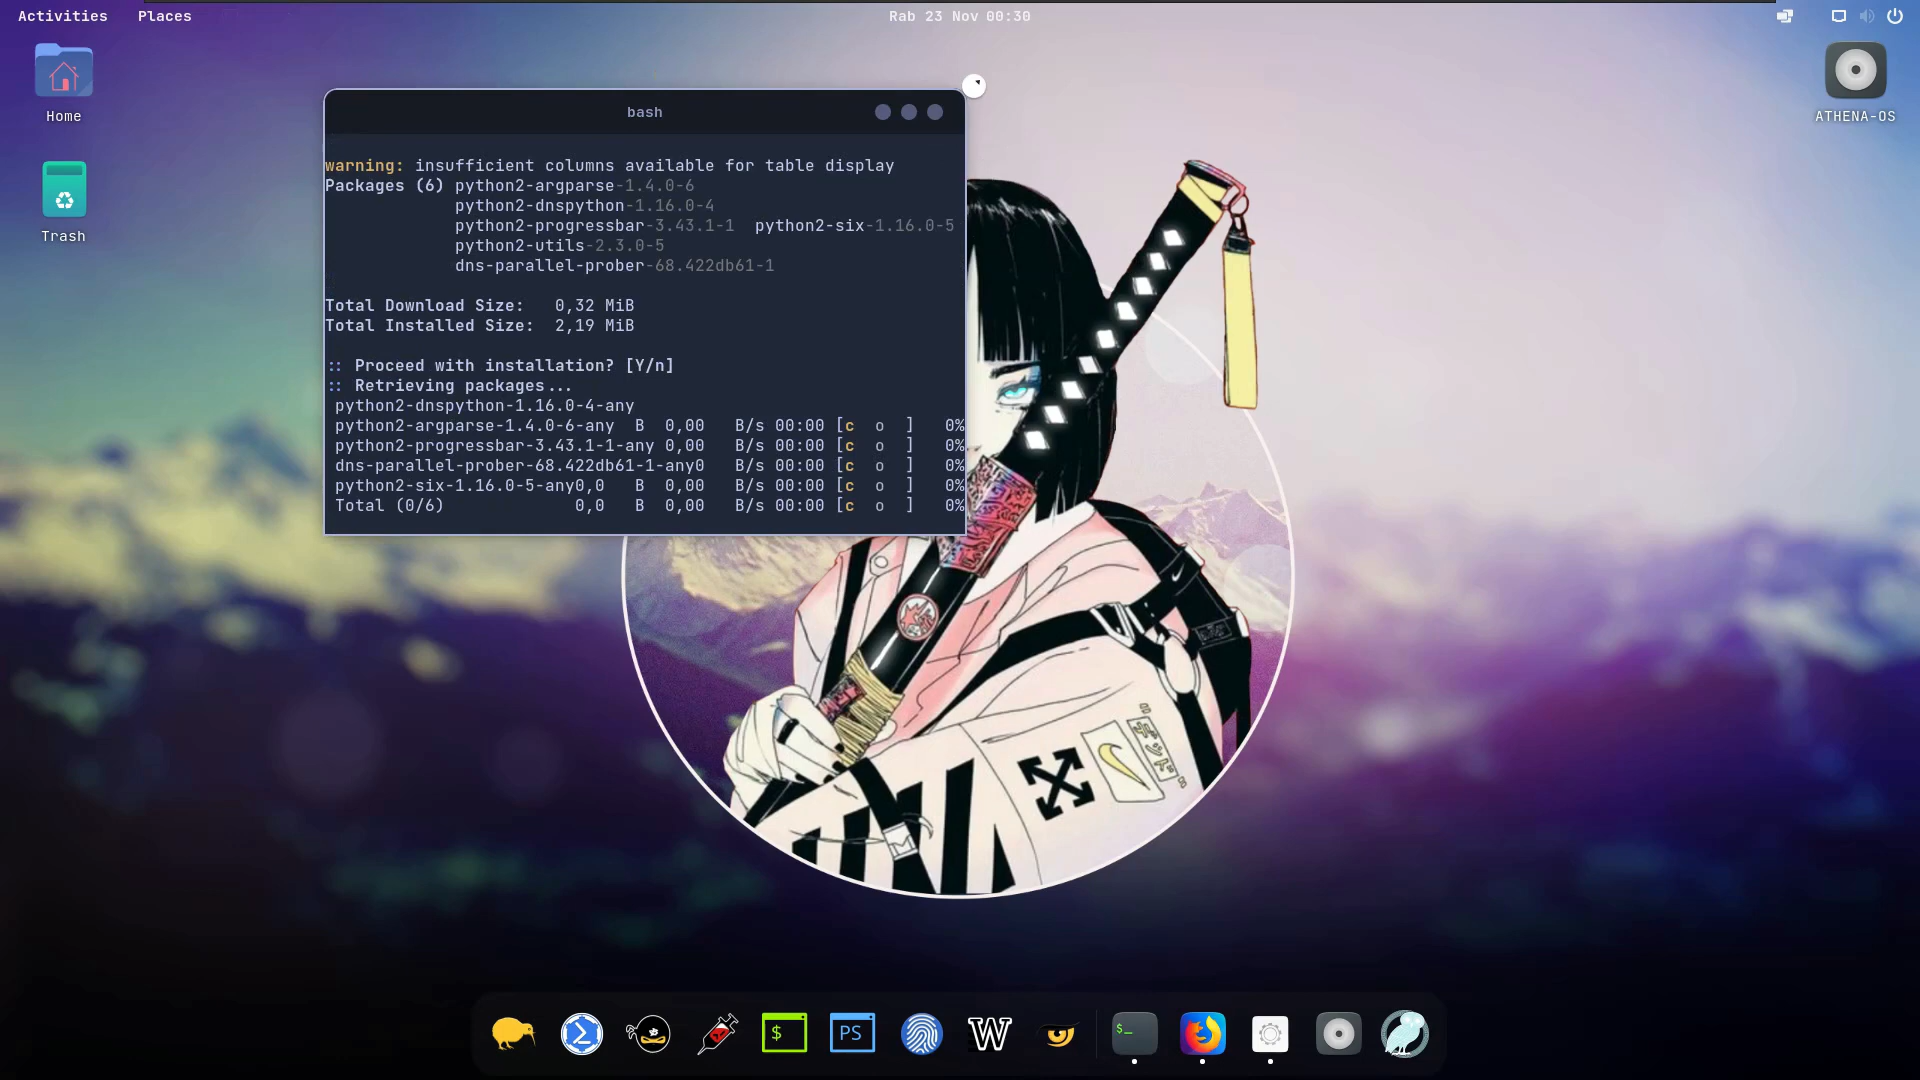 Activities Places Rab 23 Nov 00:30
Home
ATHENA-OS
Trash
bash
warning: insufficient columns available for table display
Packages (6) python2-argparse-1.4.0-6
python2-dnspython-1.16.0-4
python2-progressbar-3.43.1-1 python2-six-1.16.0-5
python2-utils-2.3.0-5
dns-parallel-prober-68.422db61-1
Total Download Size: 0,32 MiB
Total Installed Size: 2,19 MiB
:: Proceed with installation? [Y/n]
:: Retrieving packages...
python2-dnspython-1.16.0-4-any
python2-argparse-1.4.0-6-any B 0,00 B/s 00:00 [c o ] 0%
python2-progressbar-3.43.1-1-any 0,00 B/s 00:00 [c o ] 0%
dns-parallel-prober-68.422db61-1-any0 B/s 00:00 [c o ] 0%
python2-six-1.16.0-5-any0,0 B 0,00 B/s 00:00 [c o ] 0%
Total (0/6) 0,0 B 0,00 B/s 00:00 [c o ] 0%
$ PS W $_